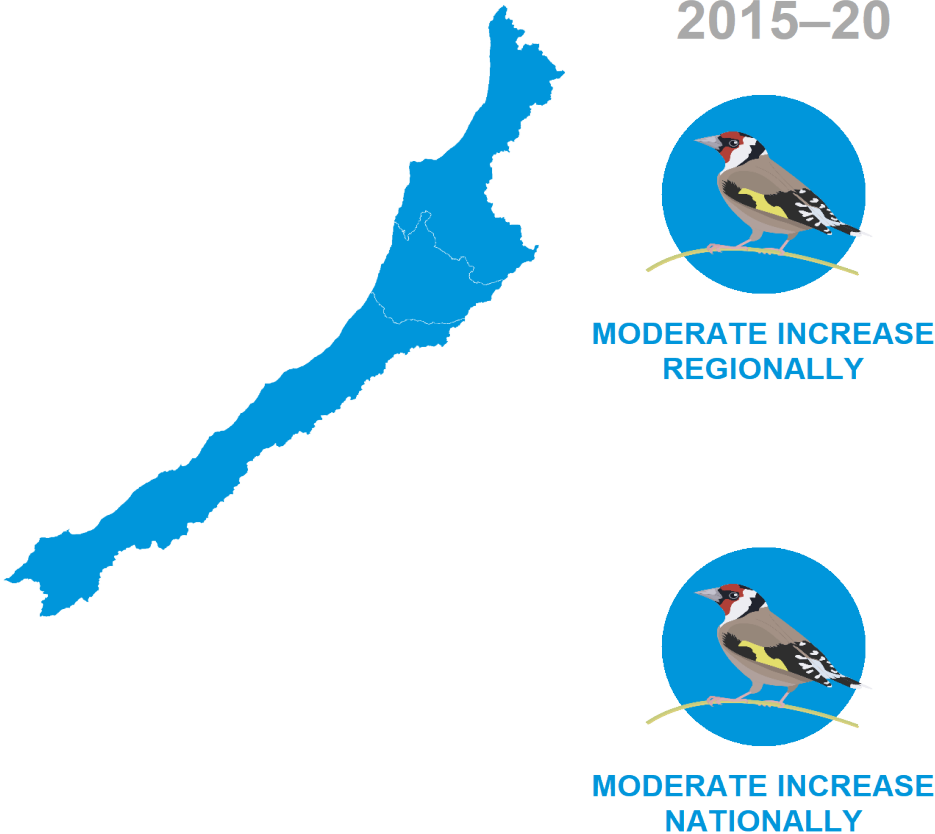 2015–20
MODERATE INCREASE
REGIONALLY
MODERATE INCREASE
NATIONALLY